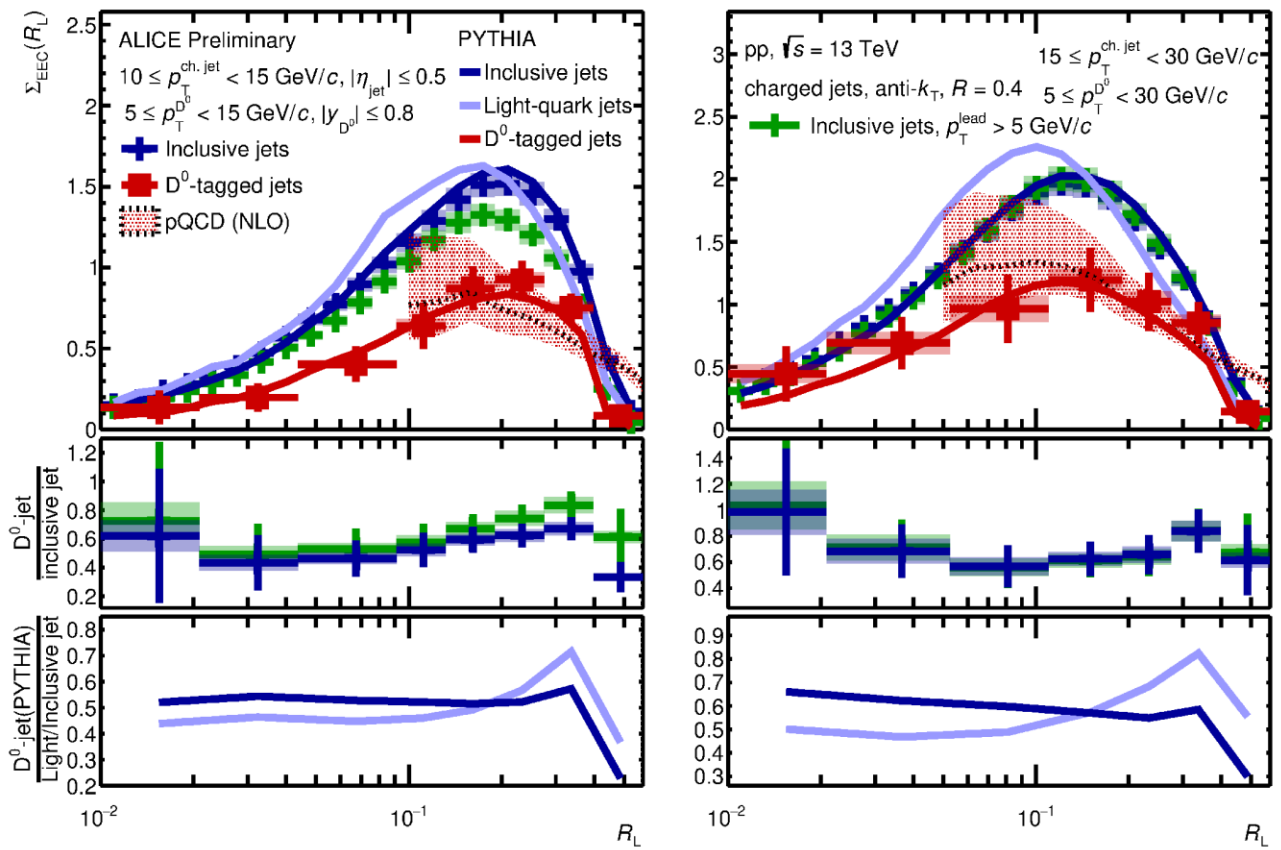 Σ_EEC(R_L)
2.5
2
1.5
1
0.5
0
ALICE Preliminary
10 ≤ p_T^ch. jet < 15 GeV/c, |η_jet| ≤ 0.5
5 ≤ p_T^D⁰ < 15 GeV/c, |y_D⁰| ≤ 0.8
Inclusive jets
D⁰-tagged jets
pQCD (NLO)
PYTHIA
Inclusive jets
Light-quark jets
D⁰-tagged jets
3
2.5
2
1.5
1
0.5
0
pp, √s = 13 TeV
charged jets, anti-k_T, R = 0.4
Inclusive jets, p_T^lead > 5 GeV/c
15 ≤ p_T^ch. jet < 30 GeV/c
5 ≤ p_T^D⁰ < 30 GeV/c
D⁰-jet
inclusive jet
1.2
1
0.8
0.6
0.4
0.2
1.4
1.2
1
0.8
0.6
0.4
D⁰-jet(PYTHIA)
Light/Inclusive jet
0.8
0.7
0.6
0.5
0.4
0.3
0.2
0.9
0.8
0.7
0.6
0.5
0.4
0.3
10⁻²
10⁻¹
R_L
10⁻²
10⁻¹
R_L